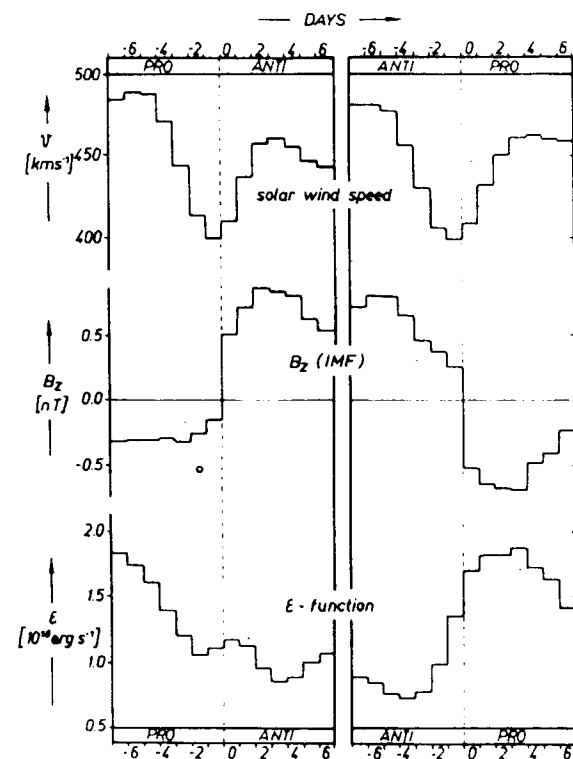 DAYS
-6 -4 -2 0 2 4 6 -6 -4 -2 0 2 4 6
PRO ANTI ANTI PRO
500
450
400
V
[kms⁻¹]
solar wind speed
0.5
0.0
-0.5
Bz
[nT]
Bz (IMF)
2.0
1.5
1.0
0.5
ε
erg s⁻¹]
ε - function
PRO ANTI ANTI PRO
-6 -4 -2 0 2 4 6 -6 -4 -2 0 2 4 6